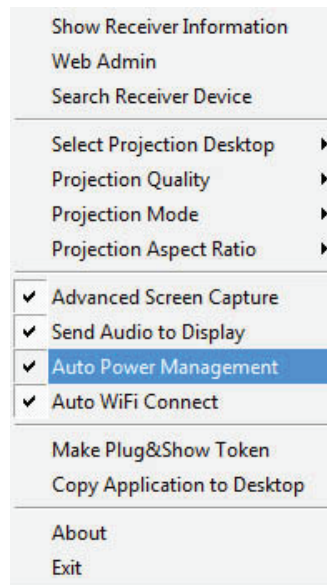 Show Receiver Information
Web Admin
Search Receiver Device
Select Projection Desktop
Projection Quality
Projection Mode
Projection Aspect Ratio
Advanced Screen Capture
Send Audio to Display
Auto Power Management
Auto WiFi Connect
Make Plug&Show Token
Copy Application to Desktop
About
Exit